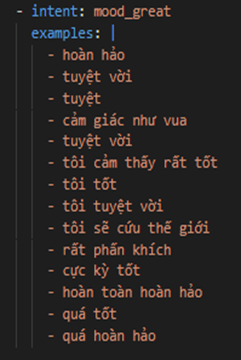 - intent: mood_great
examples: |
- hoàn hảo
- tuyệt vời
- tuyệt
- cảm giác như vua
- tuyệt vời
- tôi cảm thấy rất tốt
- tôi tốt
- tôi tuyệt vời
- tôi sẽ cứu thế giới
- rất phấn khích
- cực kỳ tốt
- hoàn toàn hoàn hảo
- quá tốt
- quá hoàn hảo